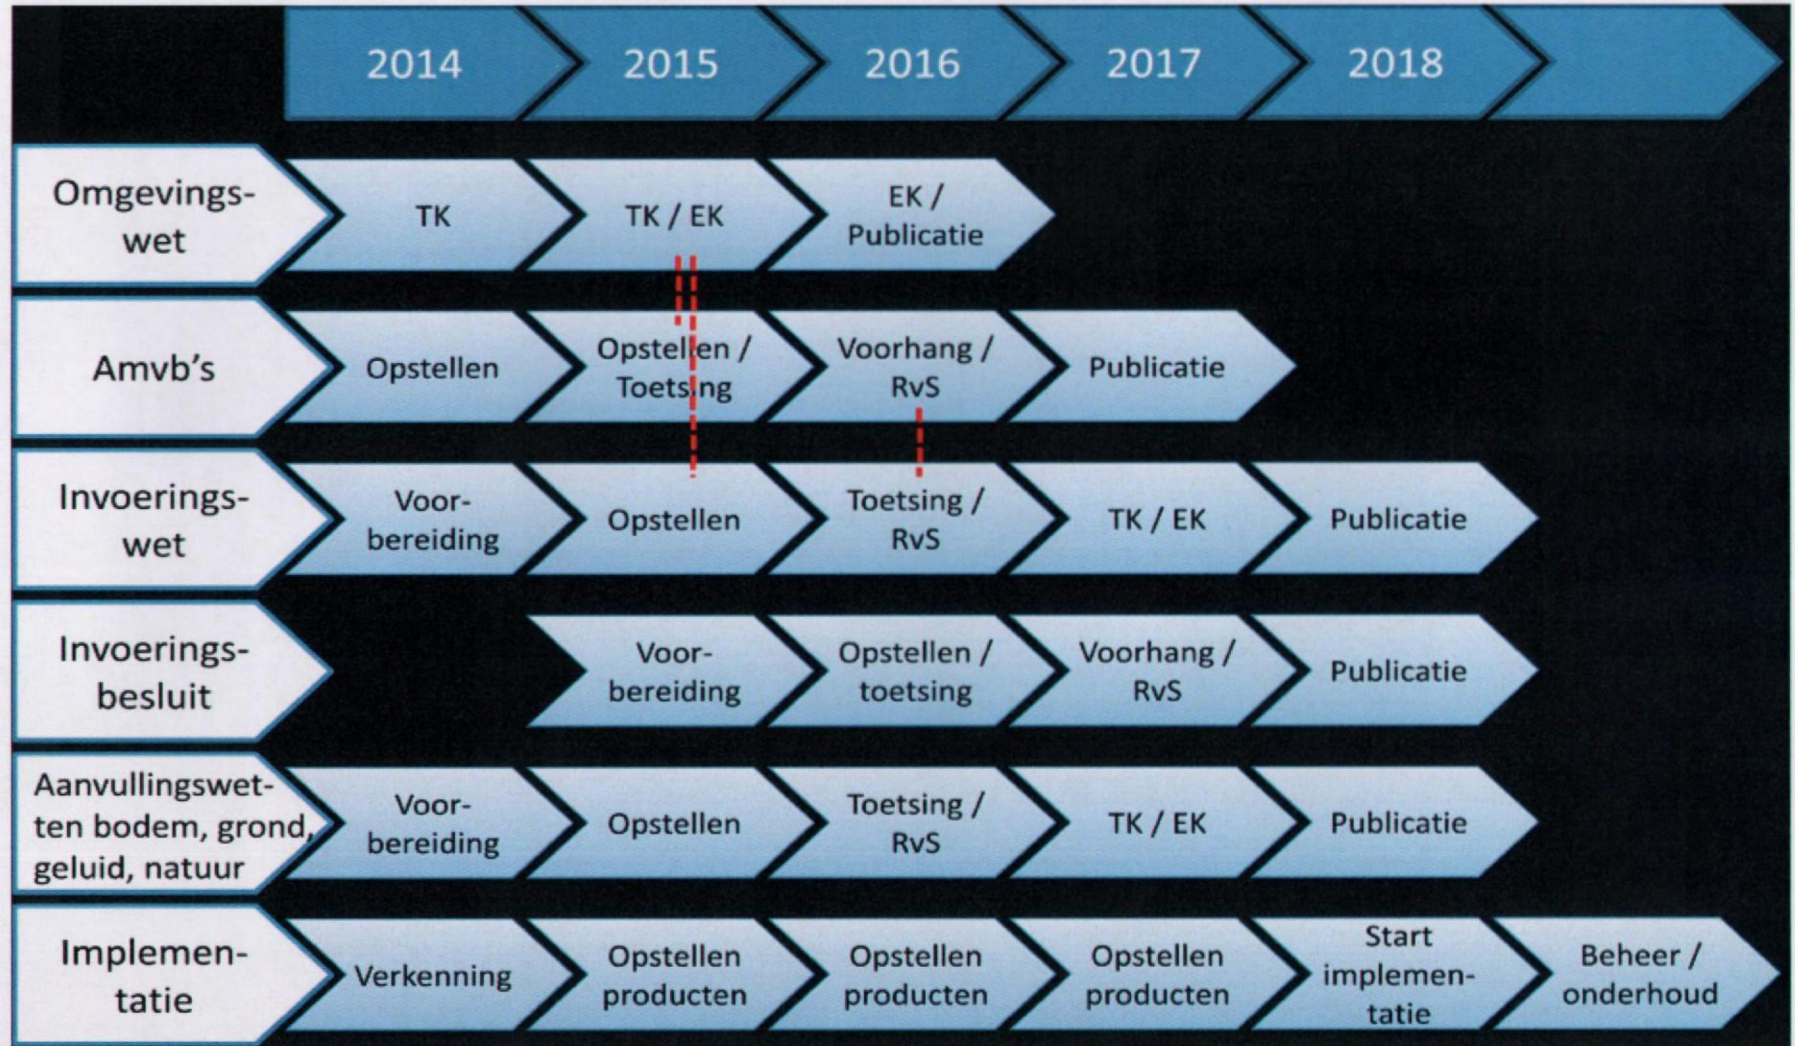 2014
2015
2016
2017
2018
Omgevings-
wet
TK
TK / EK
EK /
Publicatie
Amvb's
Opstellen
Opstellen /
Toetsing
Voorhang /
RvS
Publicatie
Invoerings-
wet
Voor-
bereiding
Opstellen
Toetsing /
RvS
TK / EK
Publicatie
Invoerings-
besluit
Voor-
bereiding
Opstellen /
toetsing
Voorhang /
RvS
Publicatie
Aanvullingswet-
ten bodem, grond,
geluid, natuur
Voor-
bereiding
Opstellen
Toetsing /
RvS
TK / EK
Publicatie
Implemen-
tatie
Verkenning
Opstellen
producten
Opstellen
producten
Opstellen
producten
Start
implemen-
tatie
Beheer /
onderhoud